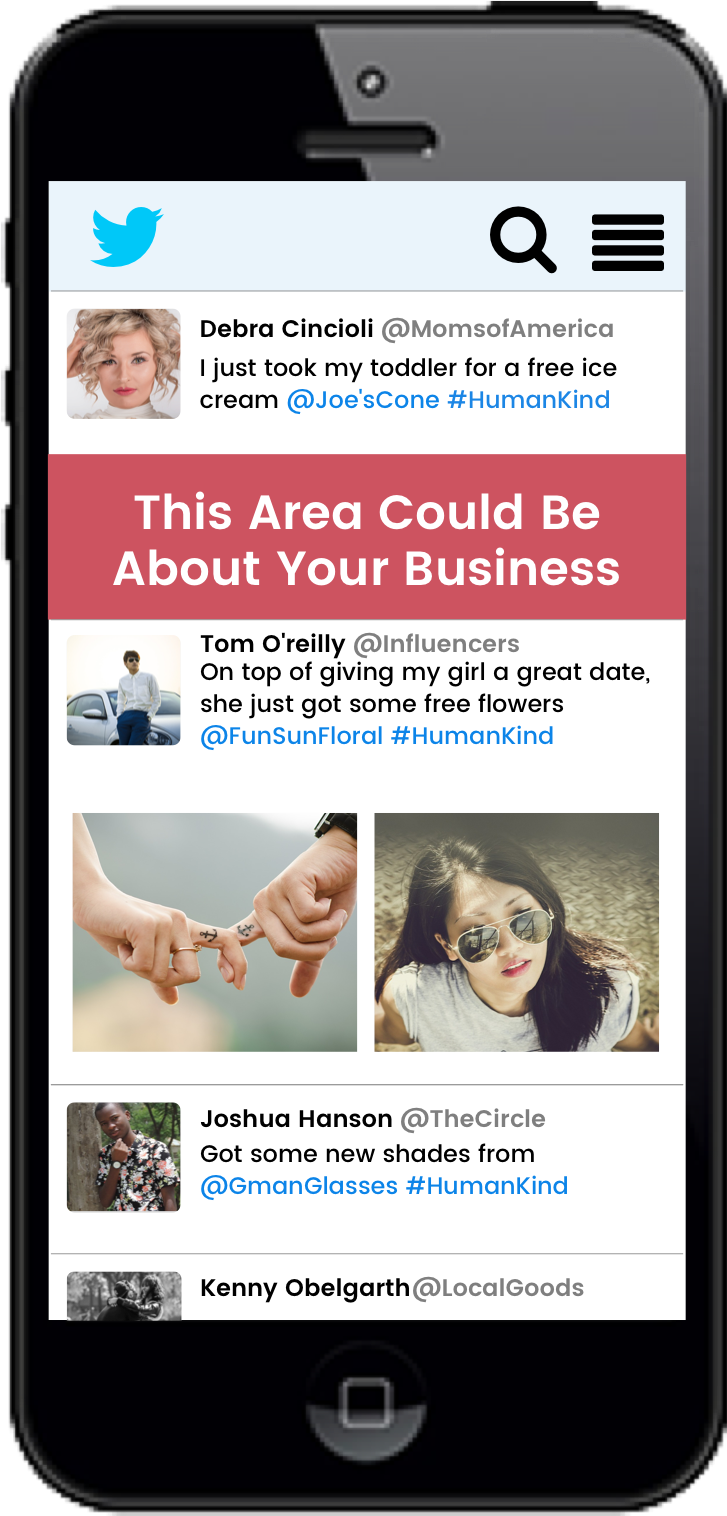 Debra Cincioli @MomsofAmerica
I just took my toddler for a free ice
cream @Joe'sCone #HumanKind
This Area Could Be
About Your Business
Tom O'reilly @Influencers
On top of giving my girl a great date,
she just got some free flowers
@FunSunFloral #HumanKind
Joshua Hanson @TheCircle
Got some new shades from
@GmanGlasses #HumanKind
Kenny Obelgarth@LocalGoods